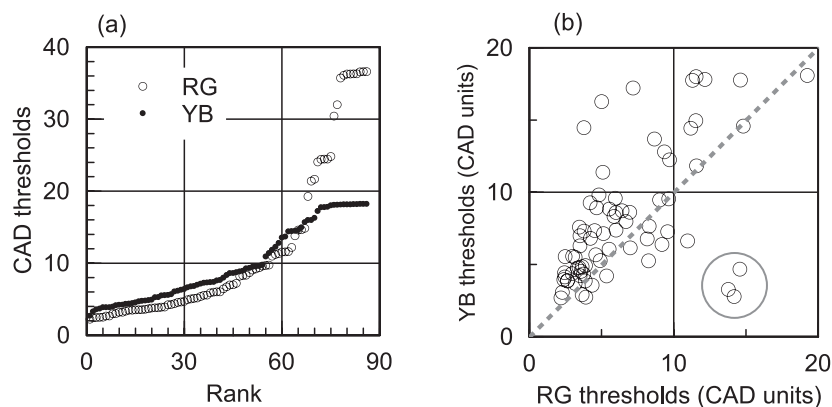 (a)
CAD thresholds
40
30
20
10
0
RG
YB
0 30 60 90
Rank
(b)
YB thresholds (CAD units)
20
10
0
0 10 20
RG thresholds (CAD units)